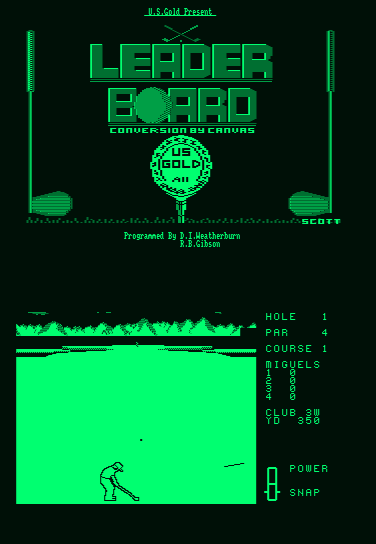 U.S.Gold Present
LEADER
BOARD
CONVERSION BY CANVAS
US
GOLD
SCOTT
Programmed By D.I.Weatherburn
R.B.Gibson
HOLE 1
PAR 4
COURSE 1
MIGUELS
1 0
2 0
3 0
4 0
CLUB 3W
YD 350
POWER
SNAP